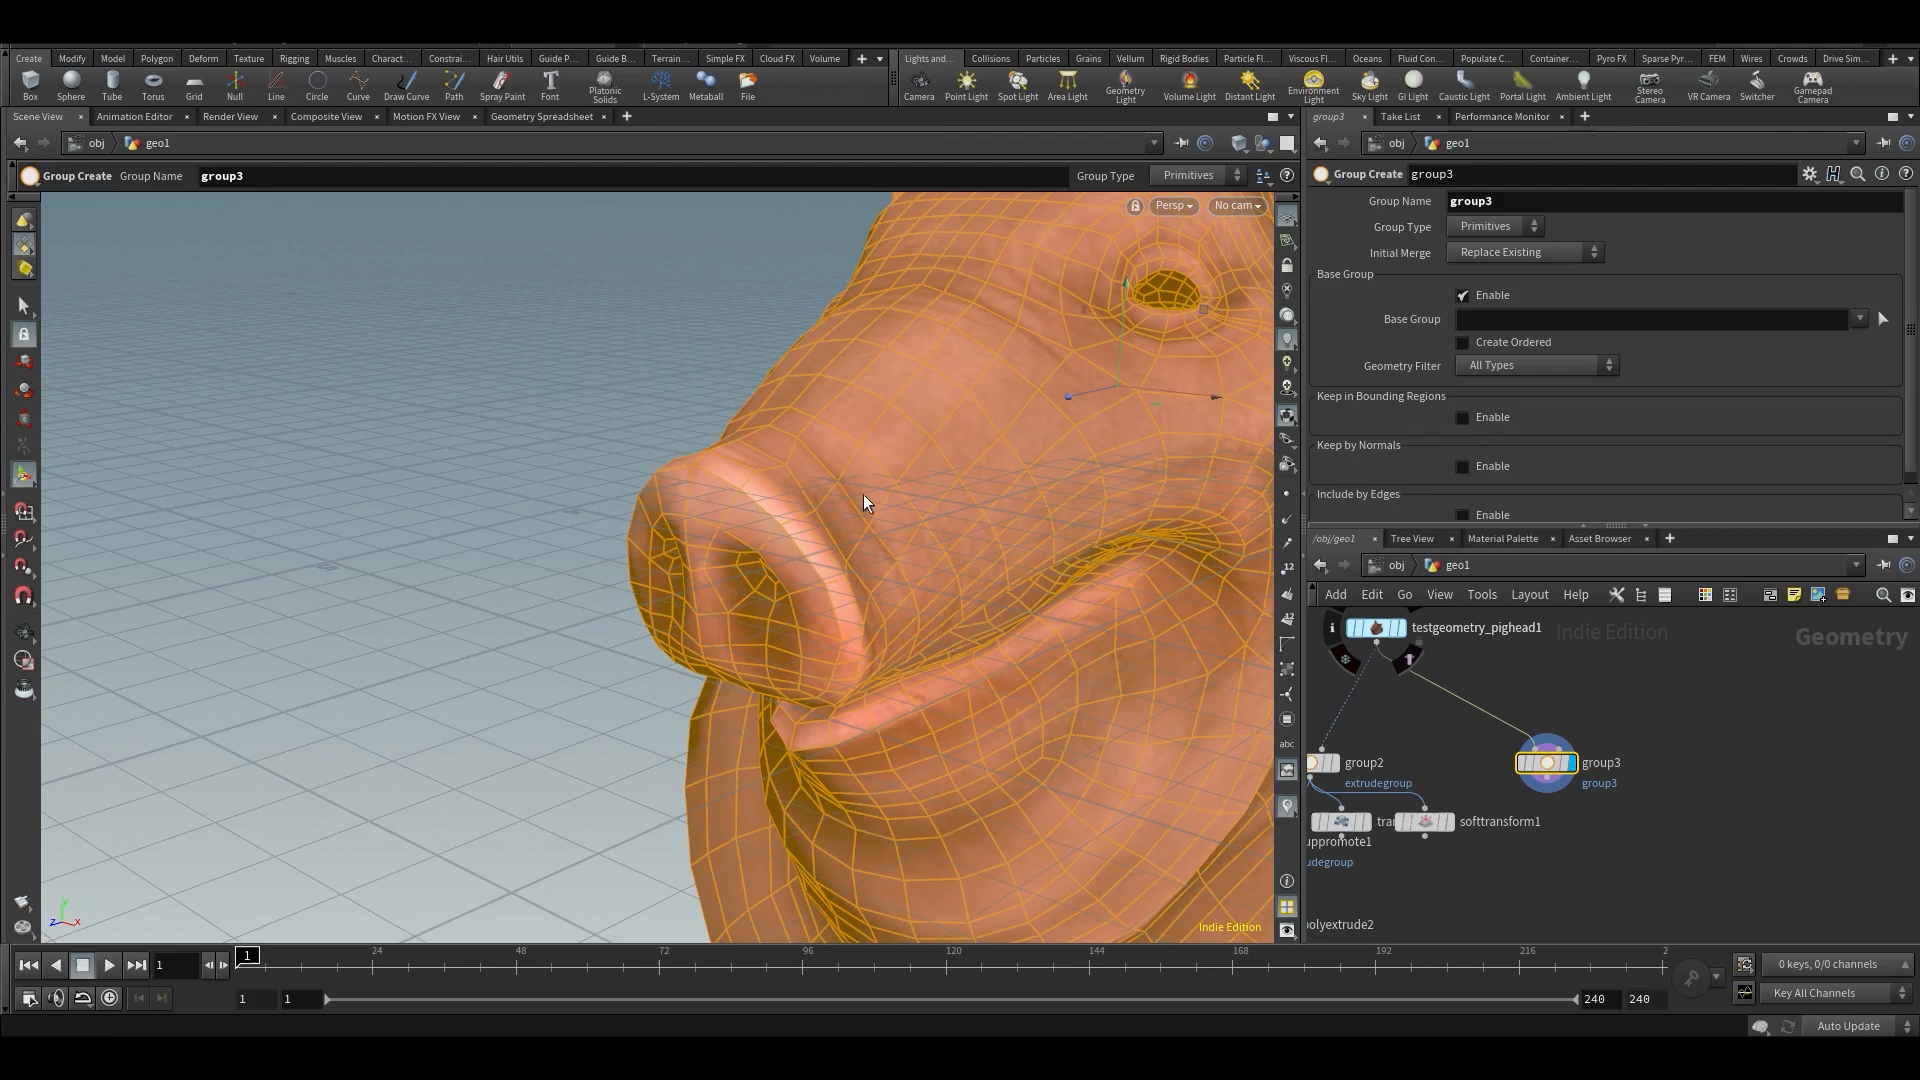 Create Modify Model Polygon Deform Texture Rigging Muscles Charact... Constrai... Hair Utils Guide P... Guide B... Terrain... Simple FX Cloud FX Volume
Box Sphere Tube Torus Grid Null Line Circle Curve Draw Curve Path Spray Paint Font Platonic Solids L-System Metaball File
Lights and... Collisions Particles Grains Vellum Rigid Bodies Particle Fl... Viscous Fl... Oceans Fluid Con... Populate C... Container... Pyro FX Sparse Pyr... FEM Wires Crowds Drive Sim...
Camera Point Light Spot Light Area Light Geometry Light Volume Light Distant Light Environment Light Sky Light GI Light Caustic Light Portal Light Ambient Light Stereo Camera VR Camera Switcher Gamepad Camera
Scene View Animation Editor Render View Composite View Motion FX View Geometry Spreadsheet
obj geo1
Group Create Group Name group3 Group Type Primitives
Persp No cam
Indie Edition
y
z x
12
12
abc
group3 Take List Performance Monitor
obj geo1
Group Create group3
Group Name group3
Group Type Primitives
Initial Merge Replace Existing
Base Group
Enable
Base Group
Create Ordered
Geometry Filter All Types
Keep in Bounding Regions
Enable
Keep by Normals
Enable
Include by Edges
Enable
/obj/geo1 Tree View Material Palette Asset Browser
obj geo1
Add Edit Go View Tools Layout Help
testgeometry_pighead1 Indie Edition
Geometry
group2
extrudegroup
group3
group3
tra softtransform1
uppromote1
udegroup
polyextrude2
1 1 24 48 72 96 120 144 168 192 216 2
0 keys, 0/0 channels
1 1 240 240
Key All Channels
Auto Update